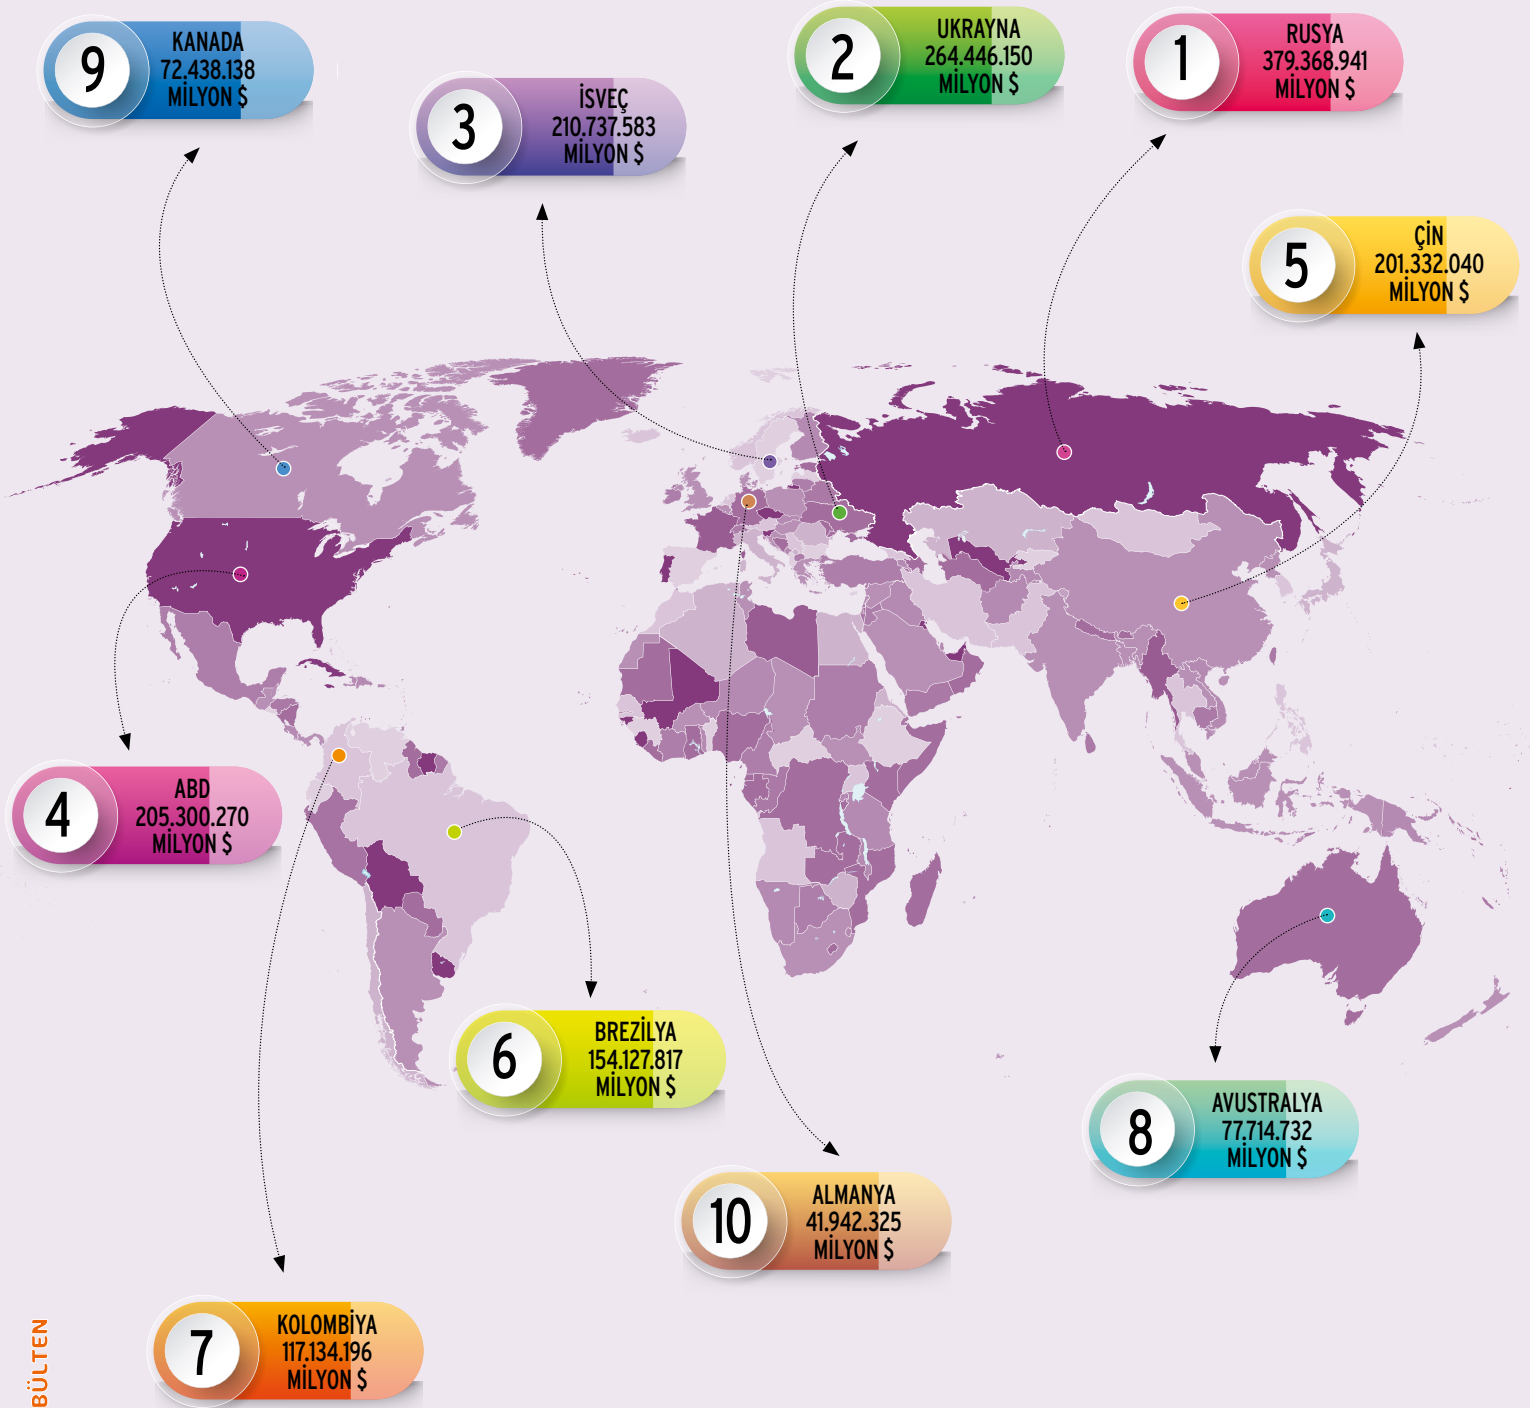 9
KANADA
72.438.138
MİLYON $
3
İSVEÇ
210.737.583
MİLYON $
2
UKRAYNA
264.446.150
MİLYON $
1
RUSYA
379.368.941
MİLYON $
5
ÇİN
201.332.040
MİLYON $
4
ABD
205.300.270
MİLYON $
6
BREZİLYA
154.127.817
MİLYON $
8
AVUSTRALYA
77.714.732
MİLYON $
10
ALMANYA
41.942.325
MİLYON $
7
KOLOMBİYA
117.134.196
MİLYON $
BÜLTEN